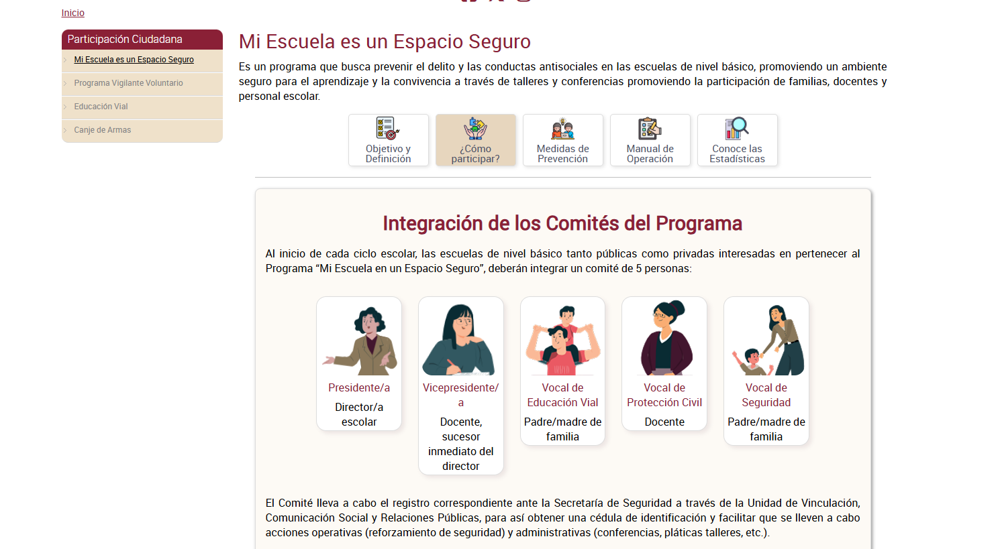 Inicio
Participación Ciudadana
Mi Escuela es un Espacio Seguro
Programa Vigilante Voluntario
Educación Vial
Canje de Armas
Mi Escuela es un Espacio Seguro
Es un programa que busca prevenir el delito y las conductas antisociales en las escuelas de nivel básico, promoviendo un ambiente
seguro para el aprendizaje y la convivencia a través de talleres y conferencias promoviendo la participación de familias, docentes y
personal escolar.
Objetivo y
Definición
¿Cómo
participar?
Medidas de
Prevención
Manual de
Operación
Conoce las
Estadísticas
Integración de los Comités del Programa
Al inicio de cada ciclo escolar, las escuelas de nivel básico tanto públicas como privadas interesadas en pertenecer al
Programa “Mi Escuela en un Espacio Seguro”, deberán integrar un comité de 5 personas:
Presidente/a
Director/a
escolar
Vicepresidente/
a
Docente,
sucesor
inmediato del
director
Vocal de
Educación Vial
Padre/madre de
familia
Vocal de
Protección Civil
Docente
Vocal de
Seguridad
Padre/madre de
familia
El Comité lleva a cabo el registro correspondiente ante la Secretaría de Seguridad a través de la Unidad de Vinculación,
Comunicación Social y Relaciones Públicas, para así obtener una cédula de identificación y facilitar que se lleven a cabo
acciones operativas (reforzamiento de seguridad) y administrativas (conferencias, pláticas talleres, etc.).